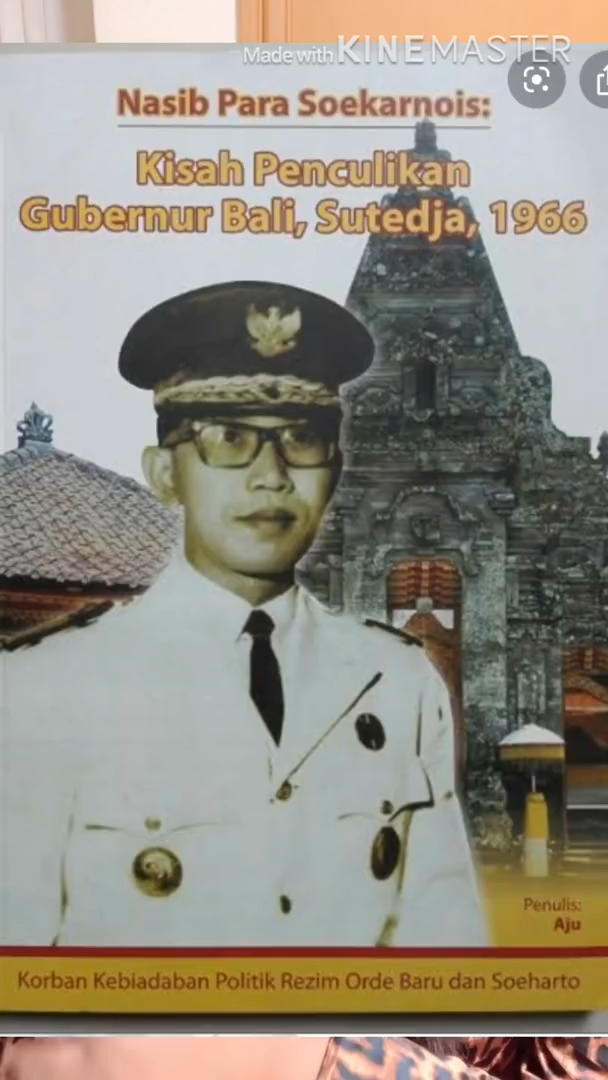 Made with KINEMASTER
Nasib Para Soekarnois:
Kisah Penculikan
Gubernur Bali, Sutedja, 1966
Penulis:
Aju
Korban Kebiadaban Politik Rezim Orde Baru dan Soeharto